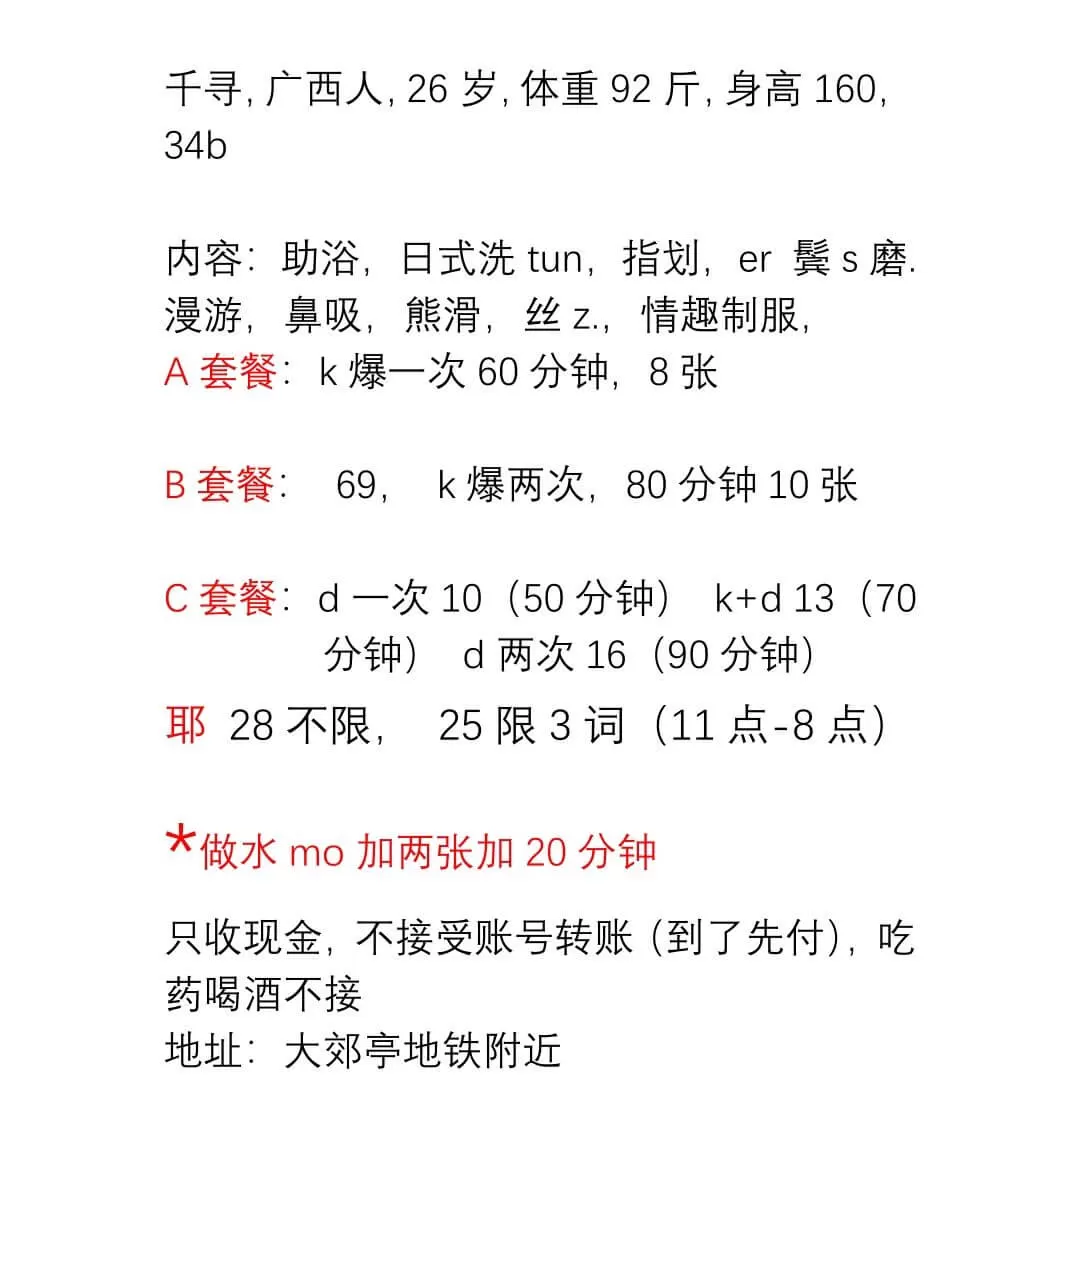 千寻, 广西人, 26 岁, 体重 92 斤, 身高 160,
34b
内容：助浴，日式洗 tun，指划，er 鬓 s 磨.
漫游，鼻吸，熊滑，丝 z.，情趣制服，
A 套餐：k 爆一次 60 分钟，8 张
B 套餐： 69， k 爆两次，80 分钟 10 张
C 套餐：d 一次 10（50 分钟） k+d 13（70
分钟） d 两次 16（90 分钟）
耶 28 不限， 25 限 3 词（11 点-8 点）
*做水 mo 加两张加 20 分钟
只收现金, 不接受账号转账 (到了先付), 吃
药喝酒不接
地址：大郊亭地铁附近